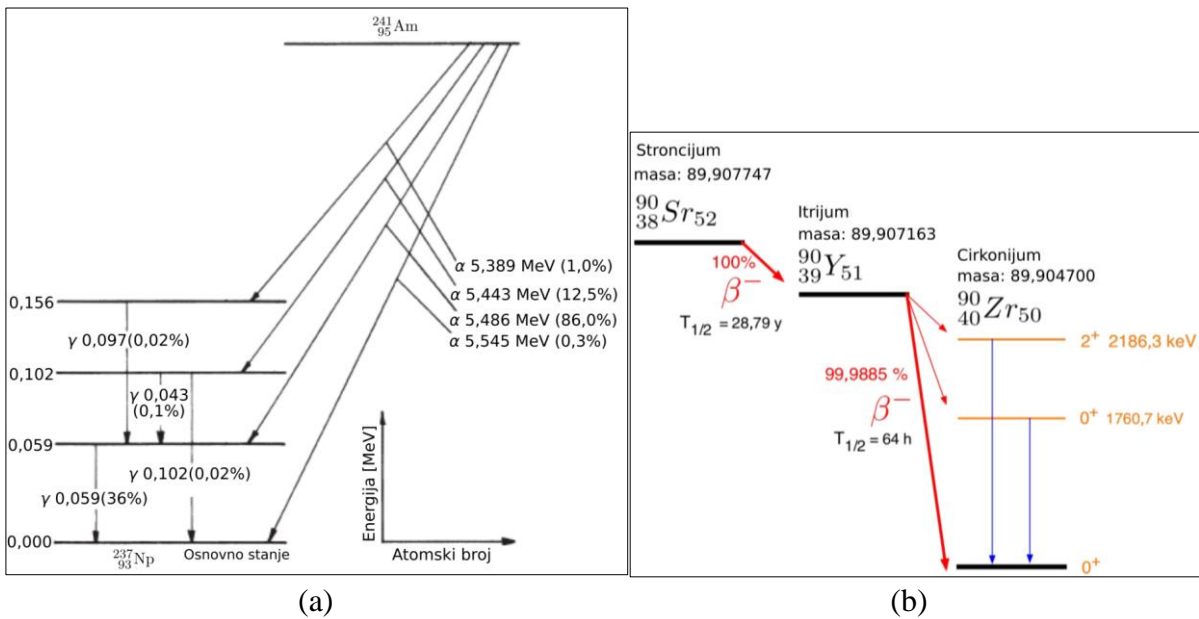 ²⁴¹₉₅Am
α 5,389 MeV (1,0%)
α 5,443 MeV (12,5%)
α 5,486 MeV (86,0%)
α 5,545 MeV (0,3%)
0,156
γ 0,097(0,02%)
0,102
γ 0,043
(0,1%)
0,059
γ 0,102(0,02%)
γ 0,059(36%)
0,000
²³⁷₉₃Np
Osnovno stanje
Energija [MeV]
Atomski broj
(a)
Stroncijum
masa: 89,907747
⁹⁰₃₈Sr₅₂
100%
β⁻
T₁/₂ = 28,79 y
Itrijum
masa: 89,907163
⁹⁰₃₉Y₅₁
99,9885 %
β⁻
T₁/₂ = 64 h
Cirkonijum
masa: 89,904700
⁹⁰₄₀Zr₅₀
2⁺ 2186,3 keV
0⁺ 1760,7 keV
0⁺
(b)